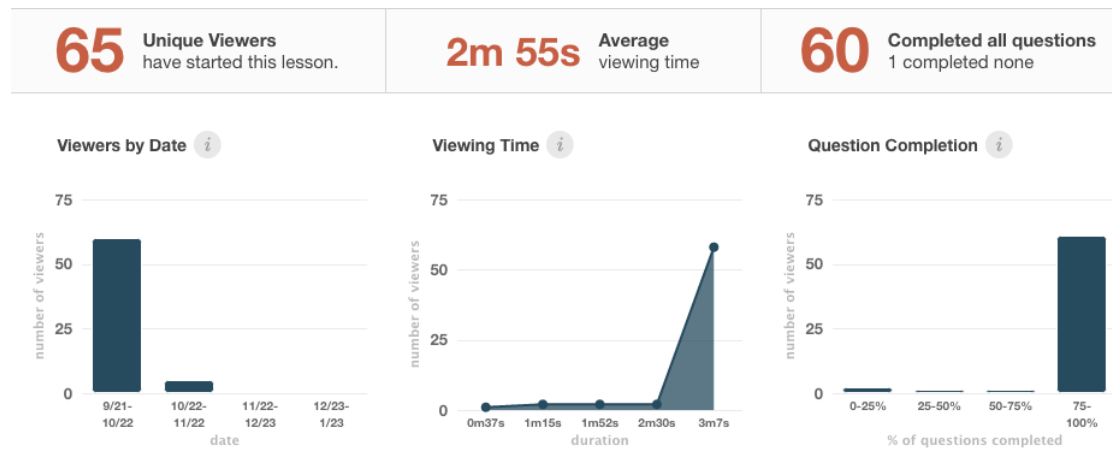 65
Unique Viewers
have started this lesson.
2m 55s
Average
viewing time
60
Completed all questions
1 completed none
Viewers by Date i
75
50
25
0
number of viewers
9/21-
10/22
10/22-
11/22
11/22-
12/23
12/23-
1/23
date
Viewing Time i
75
50
25
0
number of viewers
0m37s
1m15s
1m52s
2m30s
3m7s
duration
Question Completion i
75
50
25
0
number of viewers
0-25%
25-50%
50-75%
75-
100%
% of questions completed